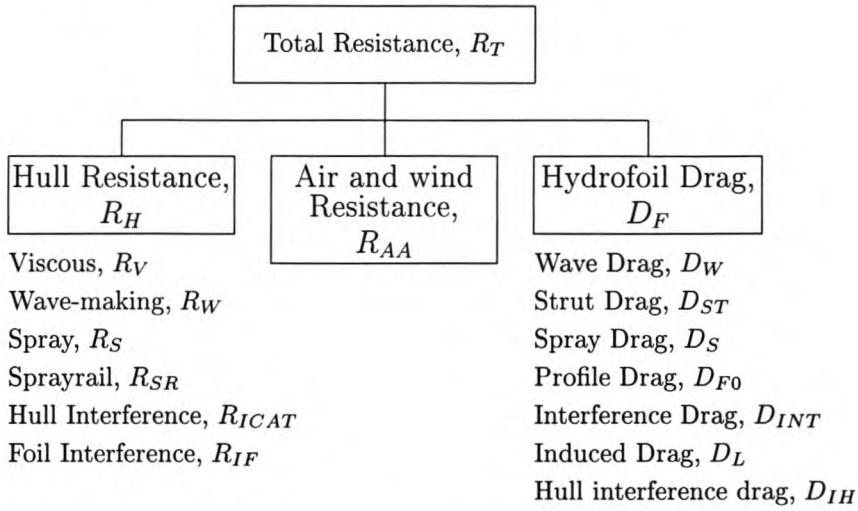 Total Resistance, R_T
Hull Resistance,
R_H
Viscous, R_V
Wave-making, R_W
Spray, R_S
Sprayrail, R_SR
Hull Interference, R_ICAT
Foil Interference, R_IF
Air and wind
Resistance,
R_AA
Hydrofoil Drag,
D_F
Wave Drag, D_W
Strut Drag, D_ST
Spray Drag, D_S
Profile Drag, D_F0
Interference Drag, D_INT
Induced Drag, D_L
Hull interference drag, D_IH